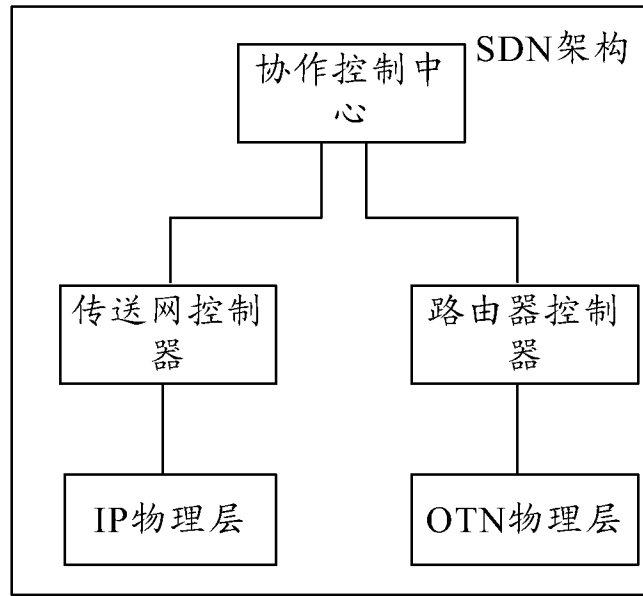 SDN架构
协作控制中
心
传送网控制
器
路由器控制
器
IP物理层
OTN物理层